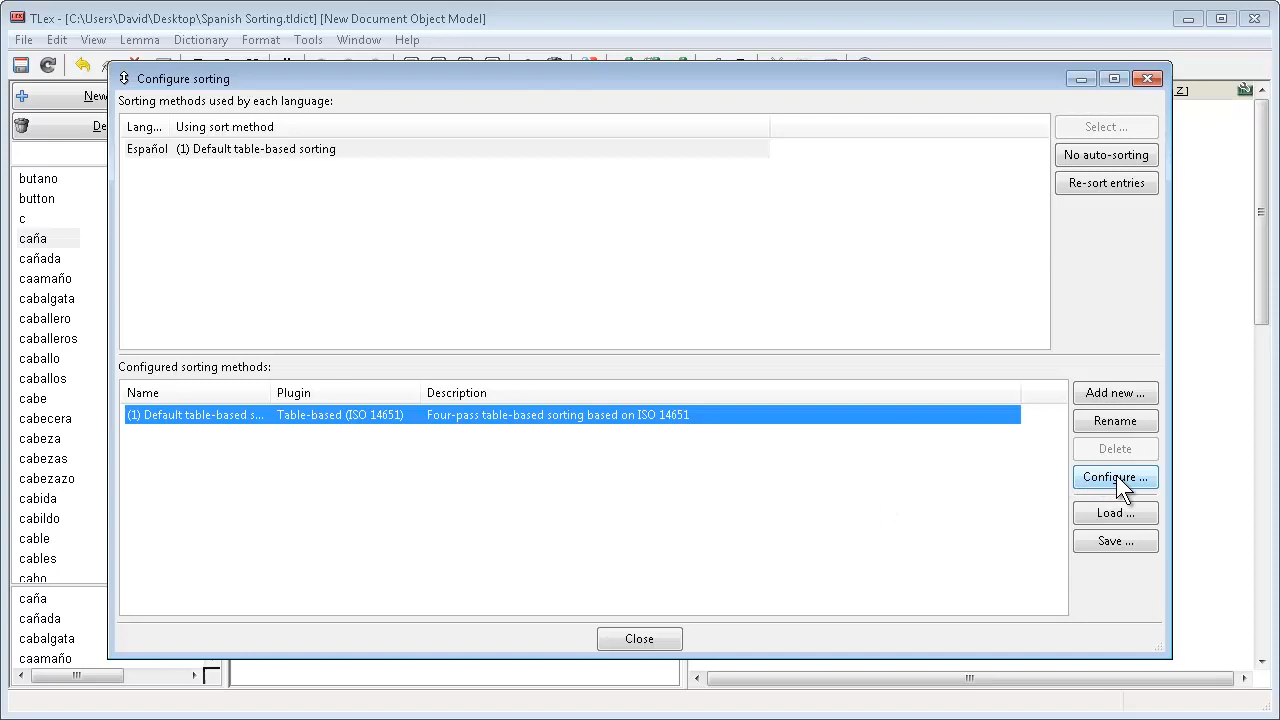 TLex - [C:\Users\David\Desktop\Spanish Sorting.tldict] [New Document Object Model]
File Edit View Lemma Dictionary Format Tools Window Help
New
De
butano
button
c
caña
cañada
caamaño
cabalgata
caballero
caballeros
caballo
caballos
cabe
cabecera
cabeza
cabezas
cabezazo
cabida
cabildo
cable
cables
cabo
caña
cañada
cabalgata
caamaño
Z]
Configure sorting
Sorting methods used by each language:
Lang... Using sort method
Español (1) Default table-based sorting
Select ...
No auto-sorting
Re-sort entries
Configured sorting methods:
Name Plugin Description
(1) Default table-based s... Table-based (ISO 14651) Four-pass table-based sorting based on ISO 14651
Add new ...
Rename
Delete
Configure ...
Load ...
Save ...
Close